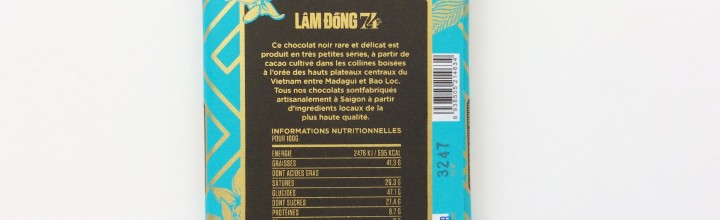 LÂM ĐỒNG 74%
Ce chocolat noir rare et délicat est
produit en très petites séries, à partir de
cacao cultivé dans les collines boisées
à l'orée des hauts plateaux centraux du
Vietnam entre Madagui et Bao Loc.
Tous nos chocolats sontfabriqués
artisanalement à Saigon à partir
d'ingrédients locaux de la
plus haute qualité.
INFORMATIONS NUTRITIONNELLES
POUR 100G
ENERGIE 2476 KJ / 595 KCAL
GRAISSES 41.3 G
DONT ACIDES GRAS
SATURES 26.3 G
GLUCIDES 47.1 G
DONT SUCRES 27.4 G
PROTÉINES 6.7 G
8 938505 214634
3247